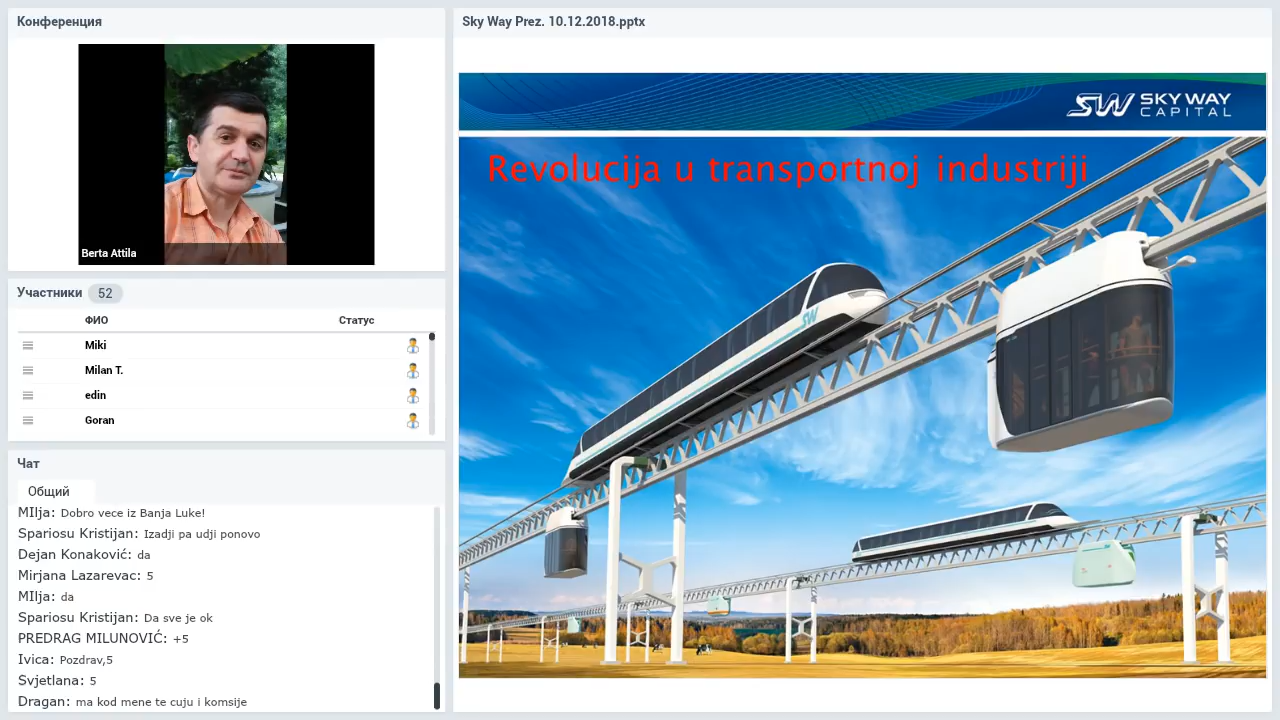 Конференция
Berta Attila
Участники 52
ФИО Статус
Miki
Milan T.
edin
Goran
Чат
Общий
MIlja: Dobro vece iz Banja Luke!
Spariosu Kristijan: Izadji pa udji ponovo
Dejan Konaković: da
Mirjana Lazarevac: 5
MIlja: da
Spariosu Kristijan: Da sve je ok
PREDRAG MILUNOVIĆ: +5
Ivica: Pozdrav,5
Svjetlana: 5
Dragan: ma kod mene te cuju i komsije
Sky Way Prez. 10.12.2018.pptx
SW SKY WAY
CAPITAL
Revolucija u transportnoj industriji
SW